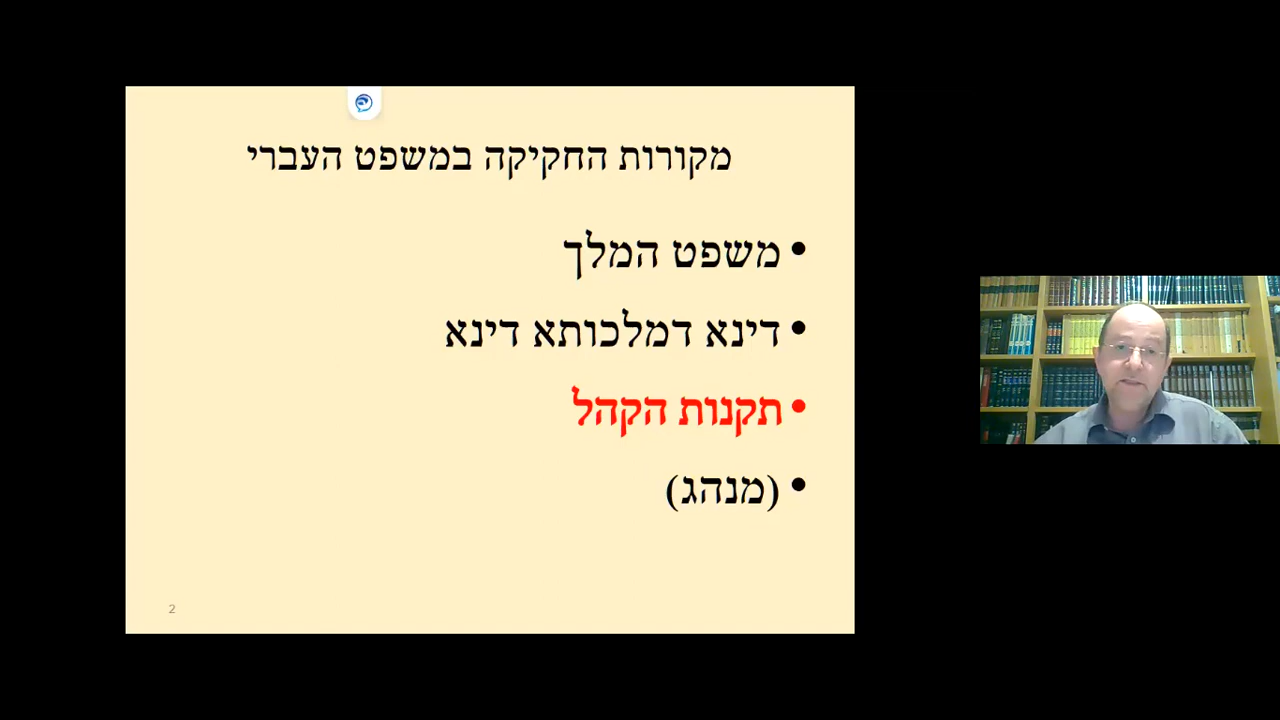 מקורות החקיקה במשפט העברי
• משפט המלך
• דינא דמלכותא דינא
• תקנות הקהל
• (מנהג)
2